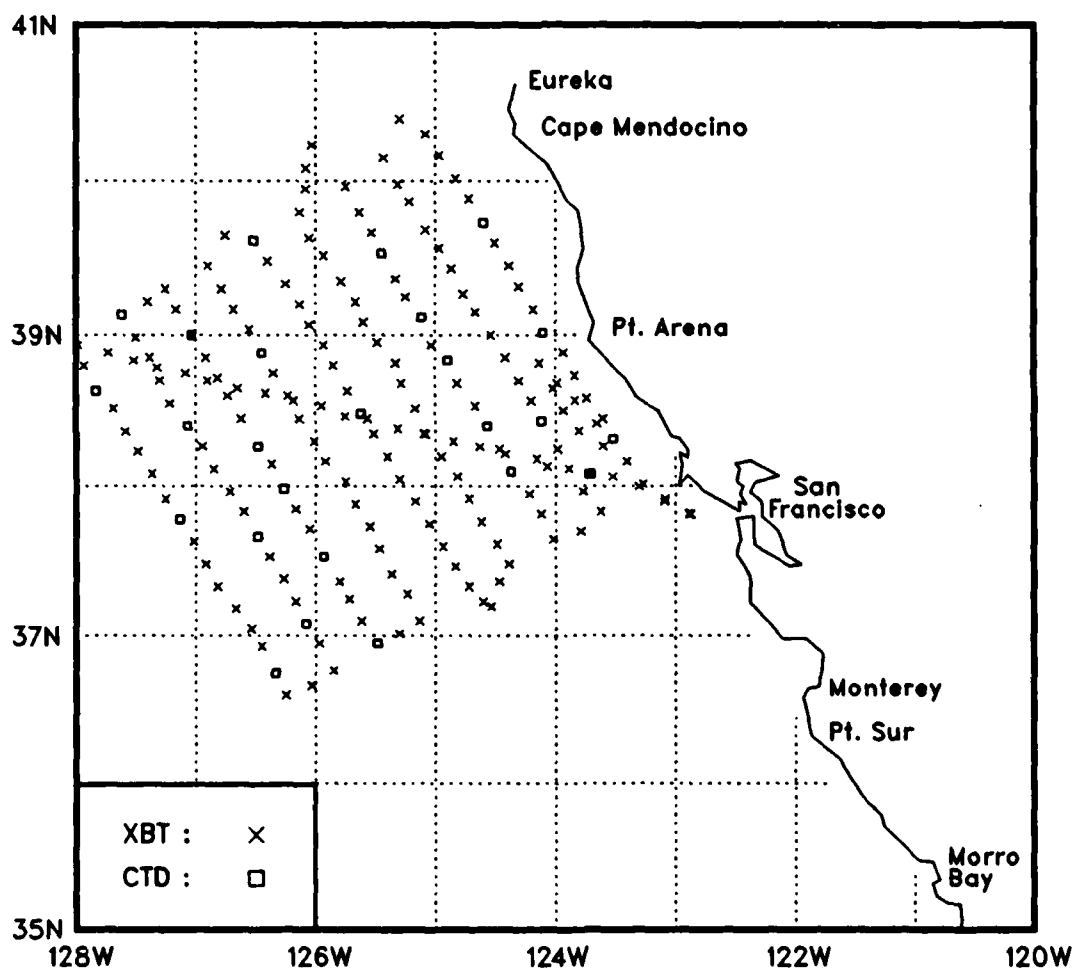 41N
Eureka
Cape Mendocino
39N
Pt. Arena
San
Francisco
37N
Monterey
Pt. Sur
XBT :
CTD :
Morro
Bay
35N
128W
126W
124W
122W
120W